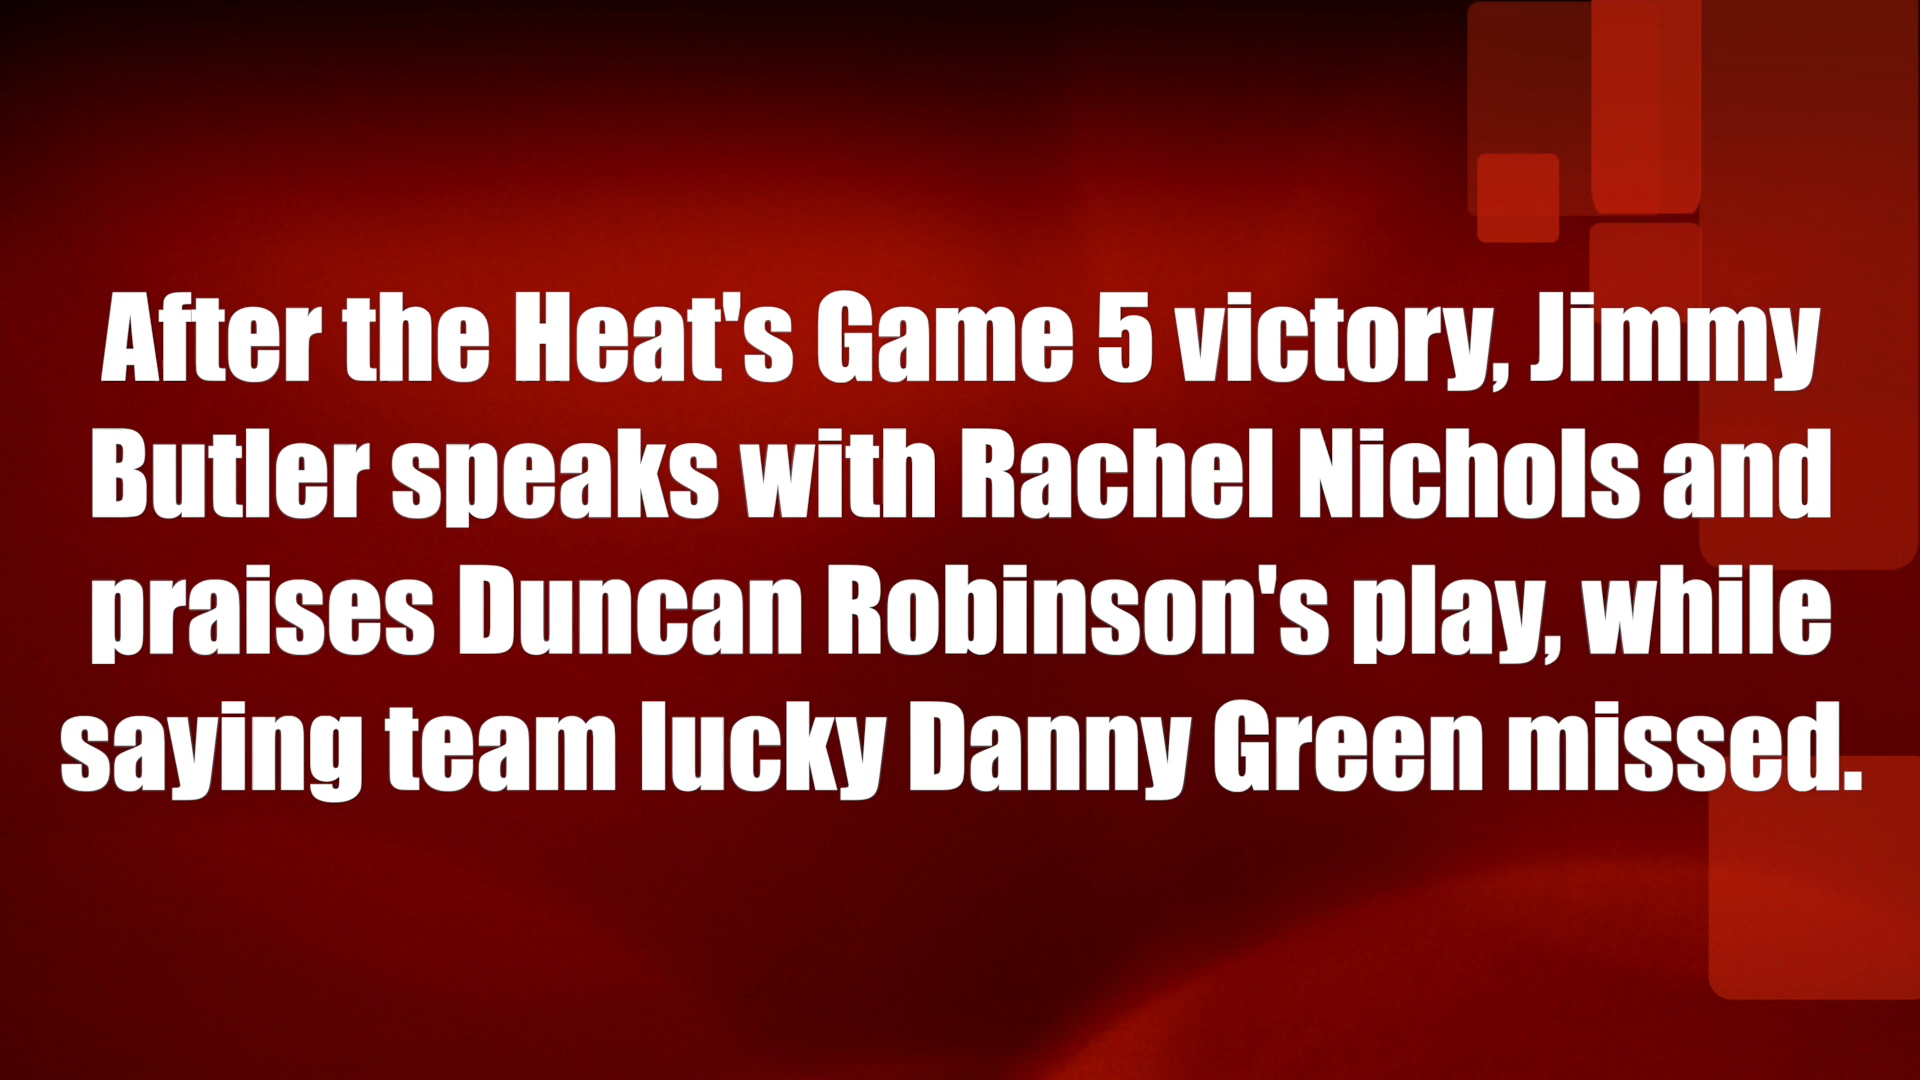 After the Heat's Game 5 victory, Jimmy
Butler speaks with Rachel Nichols and
praises Duncan Robinson's play, while
saying team lucky Danny Green missed.